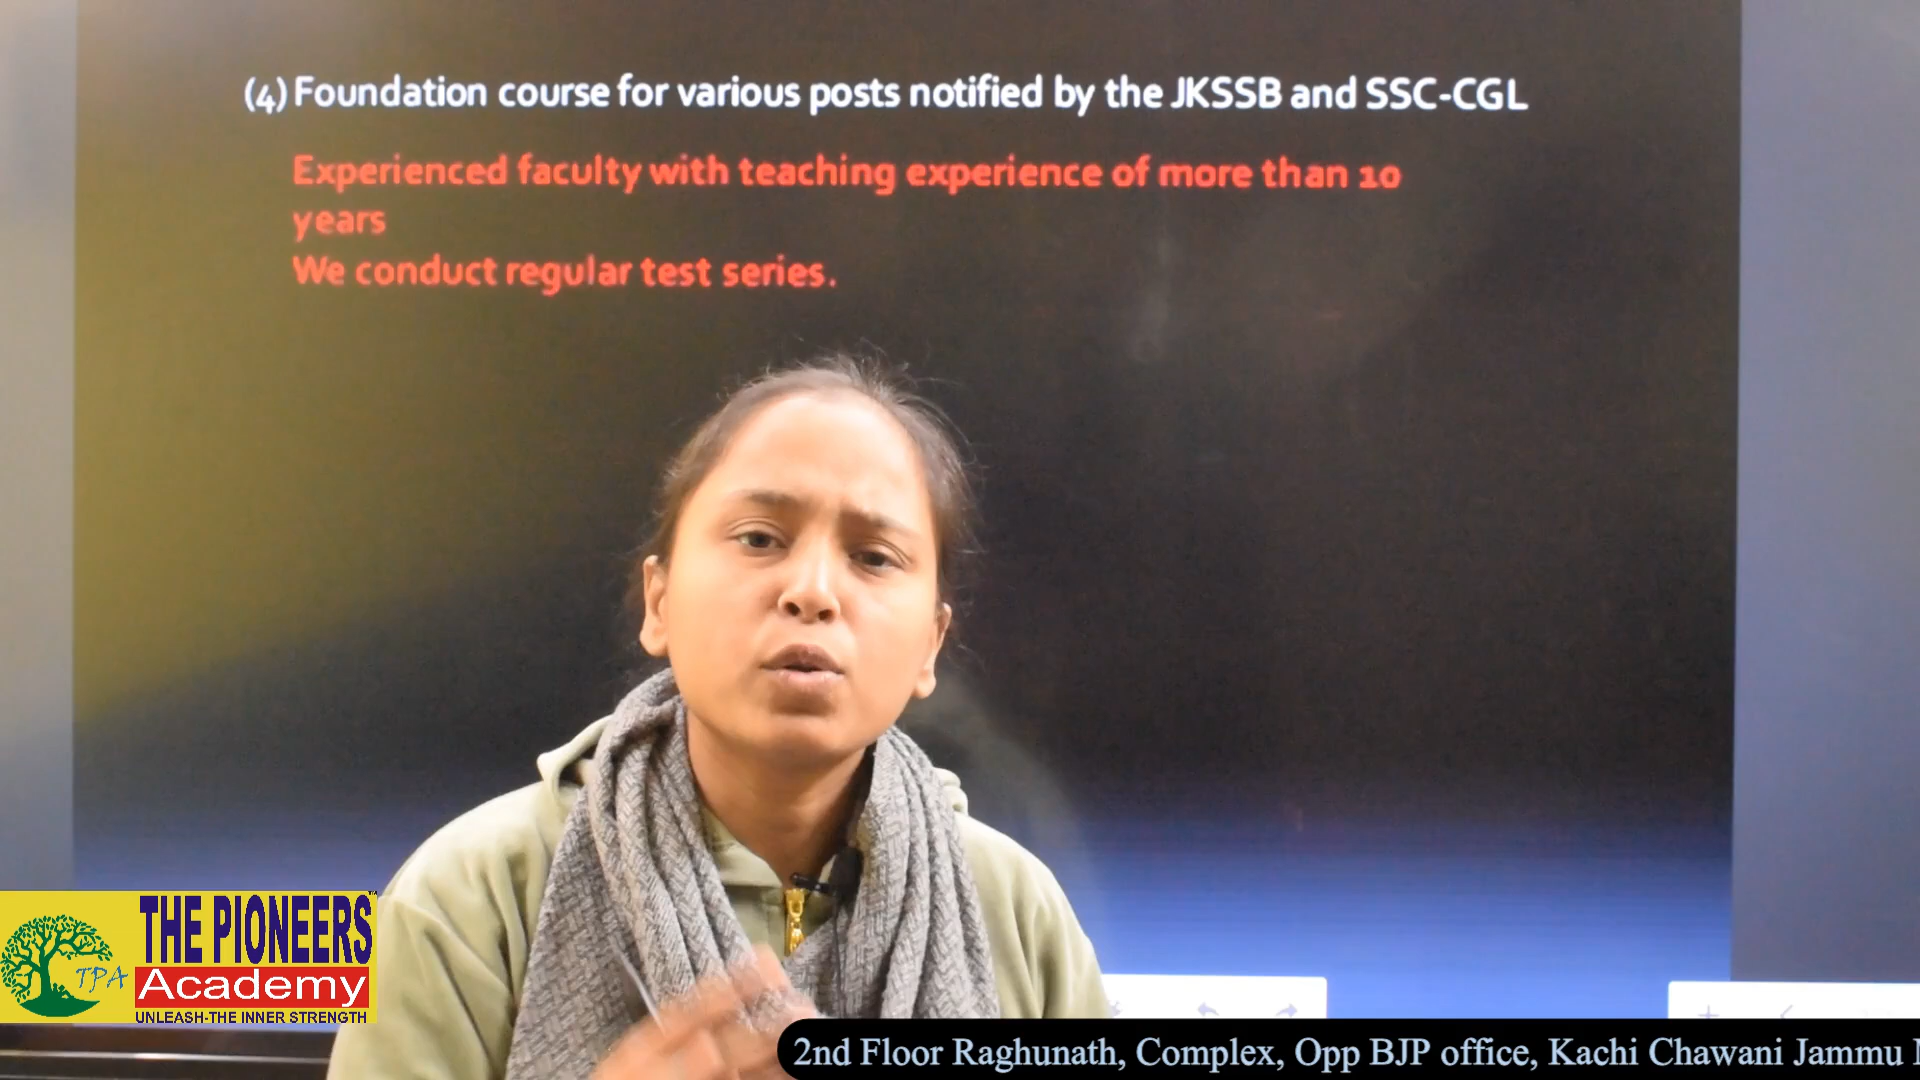 (4) Foundation course for various posts notified by the JKSSB and SSC-CGL
Experienced faculty with teaching experience of more than 10
years
We conduct regular test series.
THE PIONEERS
TPA
Academy
UNLEASH-THE INNER STRENGTH
2nd Floor Raghunath, Complex, Opp BJP office, Kachi Chawani Jammu